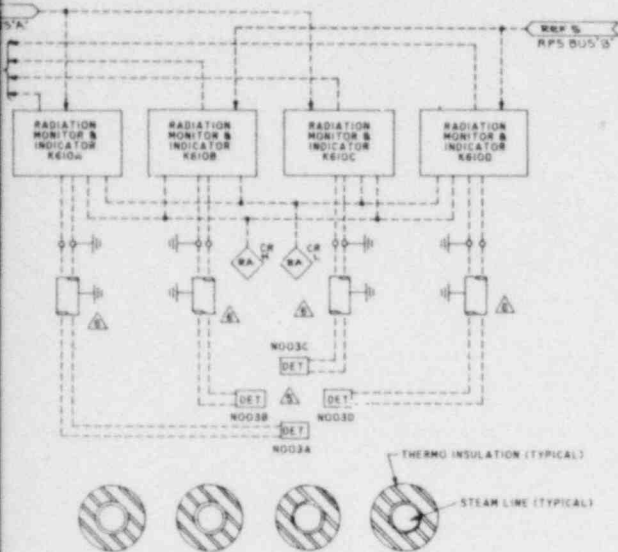 S 'A'
REF 5
RPS BUS 'B'
RADIATION
MONITOR &
INDICATOR
K610A
RADIATION
MONITOR &
INDICATOR
K610B
RADIATION
MONITOR &
INDICATOR
K610C
RADIATION
MONITOR &
INDICATOR
K610D
RA
CR
H
RA
CR
L
N003C
DET
DET
N003B
5
DET
N003D
DET
N003A
THERMO INSULATION (TYPICAL)
STEAM LINE (TYPICAL)